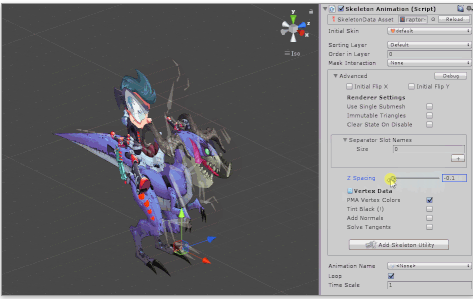 y
x
Iso
Skeleton Animation (Script)
SkeletonData Asset raptor- Reload
Initial Skin default
Sorting Layer Default
Order in Layer 0
Mask Interaction None
Advanced Debug
Initial Flip X Initial Flip Y
Renderer Settings
Use Single Submesh
Immutable Triangles
Clear State On Disable
Separator Slot Names
Size 0
+
Z Spacing -0.1
Vertex Data
PMA Vertex Colors
Tint Black (!)
Add Normals
Solve Tangents
Add Skeleton Utility
Animation Name <None>
Loop
Time Scale 1